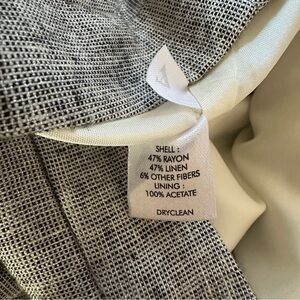 SHELL :
47% RAYON
47% LINEN
6% OTHER FIBERS
LINING :
100% ACETATE
DRYCLEAN